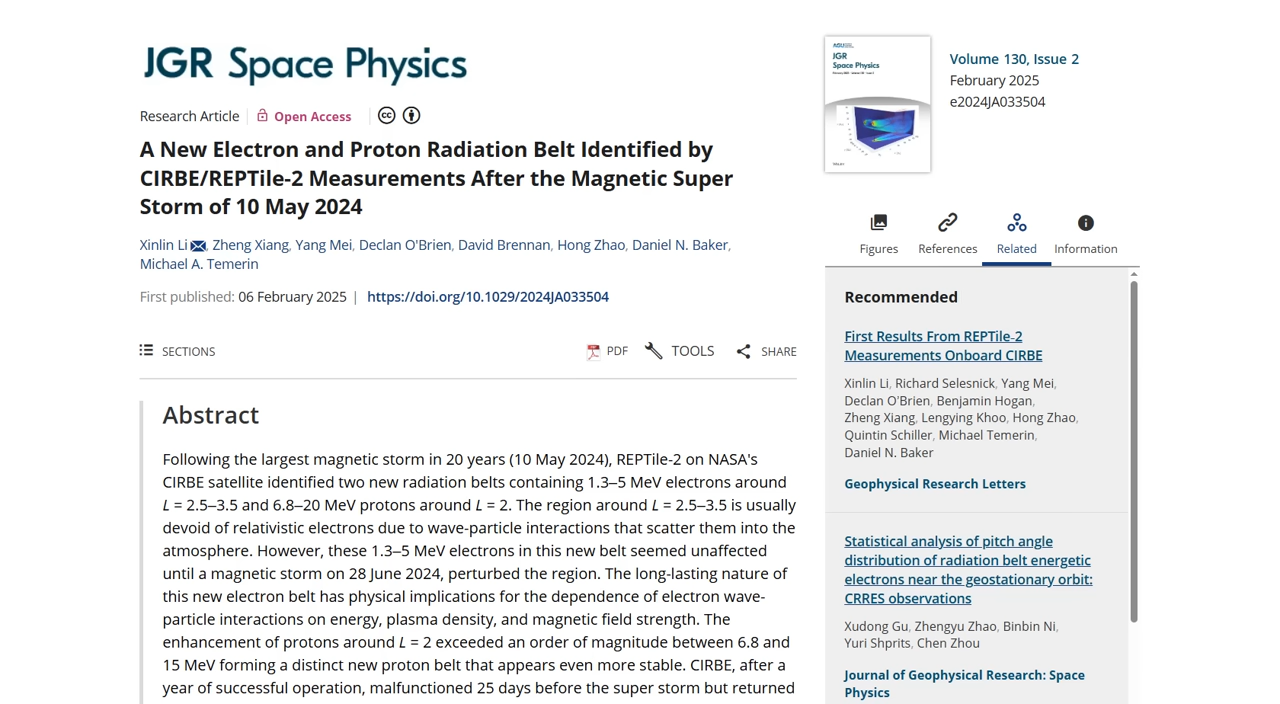 JGR Space Physics
Research Article
Open Access
A New Electron and Proton Radiation Belt Identified by
CIRBE/REPTile-2 Measurements After the Magnetic Super
Storm of 10 May 2024
Xinlin Li, Zheng Xiang, Yang Mei, Declan O'Brien, David Brennan, Hong Zhao, Daniel N. Baker,
Michael A. Temerin
First published: 06 February 2025 | https://doi.org/10.1029/2024JA033504
SECTIONS
PDF
TOOLS
SHARE
Abstract
Following the largest magnetic storm in 20 years (10 May 2024), REPTile-2 on NASA's
CIRBE satellite identified two new radiation belts containing 1.3–5 MeV electrons around
L = 2.5–3.5 and 6.8–20 MeV protons around L = 2. The region around L = 2.5–3.5 is usually
devoid of relativistic electrons due to wave-particle interactions that scatter them into the
atmosphere. However, these 1.3–5 MeV electrons in this new belt seemed unaffected
until a magnetic storm on 28 June 2024, perturbed the region. The long-lasting nature of
this new electron belt has physical implications for the dependence of electron wave-
particle interactions on energy, plasma density, and magnetic field strength. The
enhancement of protons around L = 2 exceeded an order of magnitude between 6.8 and
15 MeV forming a distinct new proton belt that appears even more stable. CIRBE, after a
year of successful operation, malfunctioned 25 days before the super storm but returned
JGR
Space Physics
Volume 130, Issue 2
February 2025
e2024JA033504
Figures
References
Related
Information
Recommended
First Results From REPTile-2
Measurements Onboard CIRBE
Xinlin Li, Richard Selesnick, Yang Mei,
Declan O'Brien, Benjamin Hogan,
Zheng Xiang, Lengying Khoo, Hong Zhao,
Quintin Schiller, Michael Temerin,
Daniel N. Baker
Geophysical Research Letters
Statistical analysis of pitch angle
distribution of radiation belt energetic
electrons near the geostationary orbit:
CRRES observations
Xudong Gu, Zhengyu Zhao, Binbin Ni,
Yuri Shprits, Chen Zhou
Journal of Geophysical Research: Space
Physics